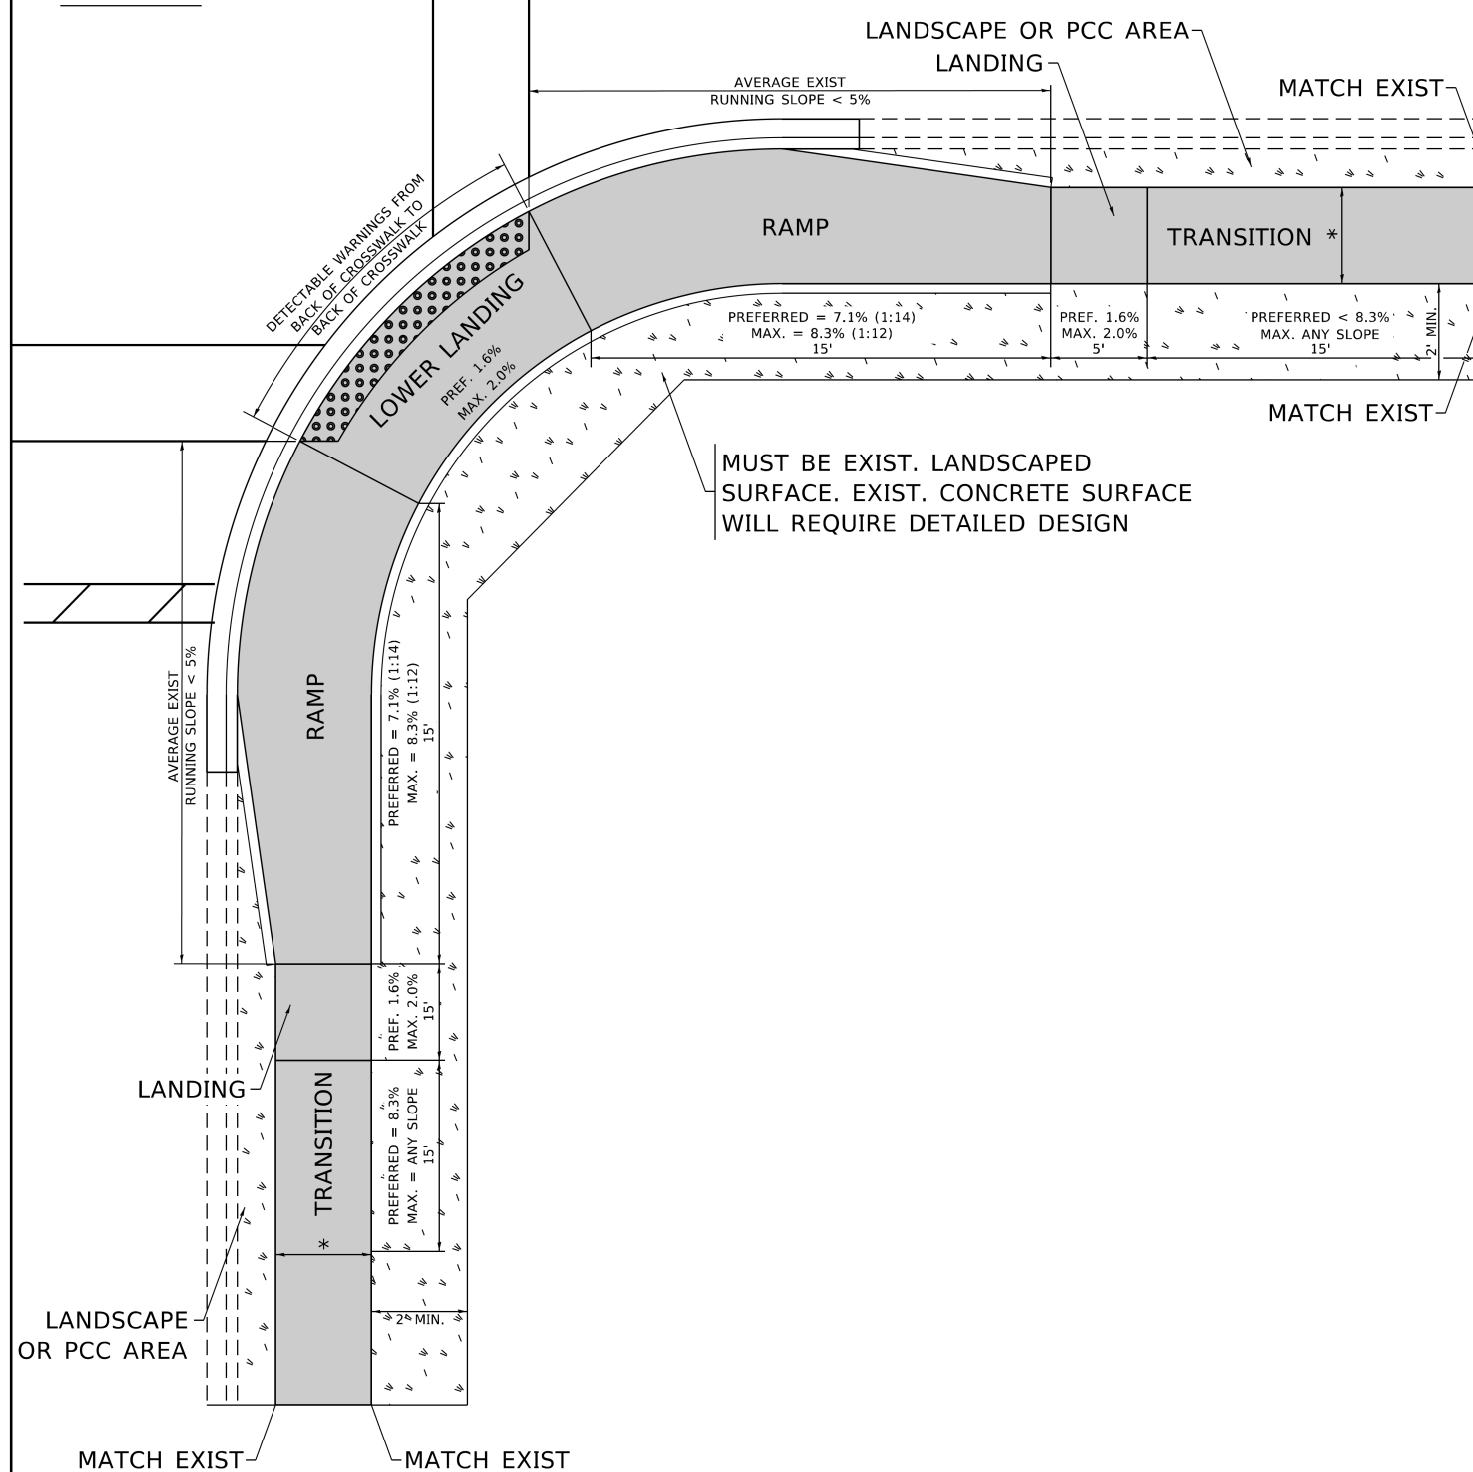 LANDSCAPE OR PCC AREA
LANDING
MATCH EXIST
AVERAGE EXIST
RUNNING SLOPE < 5%
DETECTABLE WARNINGS FROM
BACK OF CROSSWALK TO
BACK OF CROSSWALK
RAMP
TRANSITION *
LOWER LANDING
PREF. 1.6%
MAX. 2.0%
PREFERRED = 7.1% (1:14)
MAX. = 8.3% (1:12)
15'
PREF. 1.6%
MAX. 2.0%
5'
PREFERRED < 8.3%
MAX. ANY SLOPE
15'
2' MIN.
MATCH EXIST
MUST BE EXIST. LANDSCAPED
SURFACE. EXIST. CONCRETE SURFACE
WILL REQUIRE DETAILED DESIGN
AVERAGE EXIST
RUNNING SLOPE < 5%
RAMP
PREFERRED = 7.1% (1:14)
MAX. = 8.3% (1:12)
15'
PREF. 1.6%
MAX. 2.0%
15'
LANDING
TRANSITION
*
PREFERRED = 8.3%
MAX. = ANY SLOPE
15'
2' MIN.
LANDSCAPE
OR PCC AREA
MATCH EXIST
MATCH EXIST